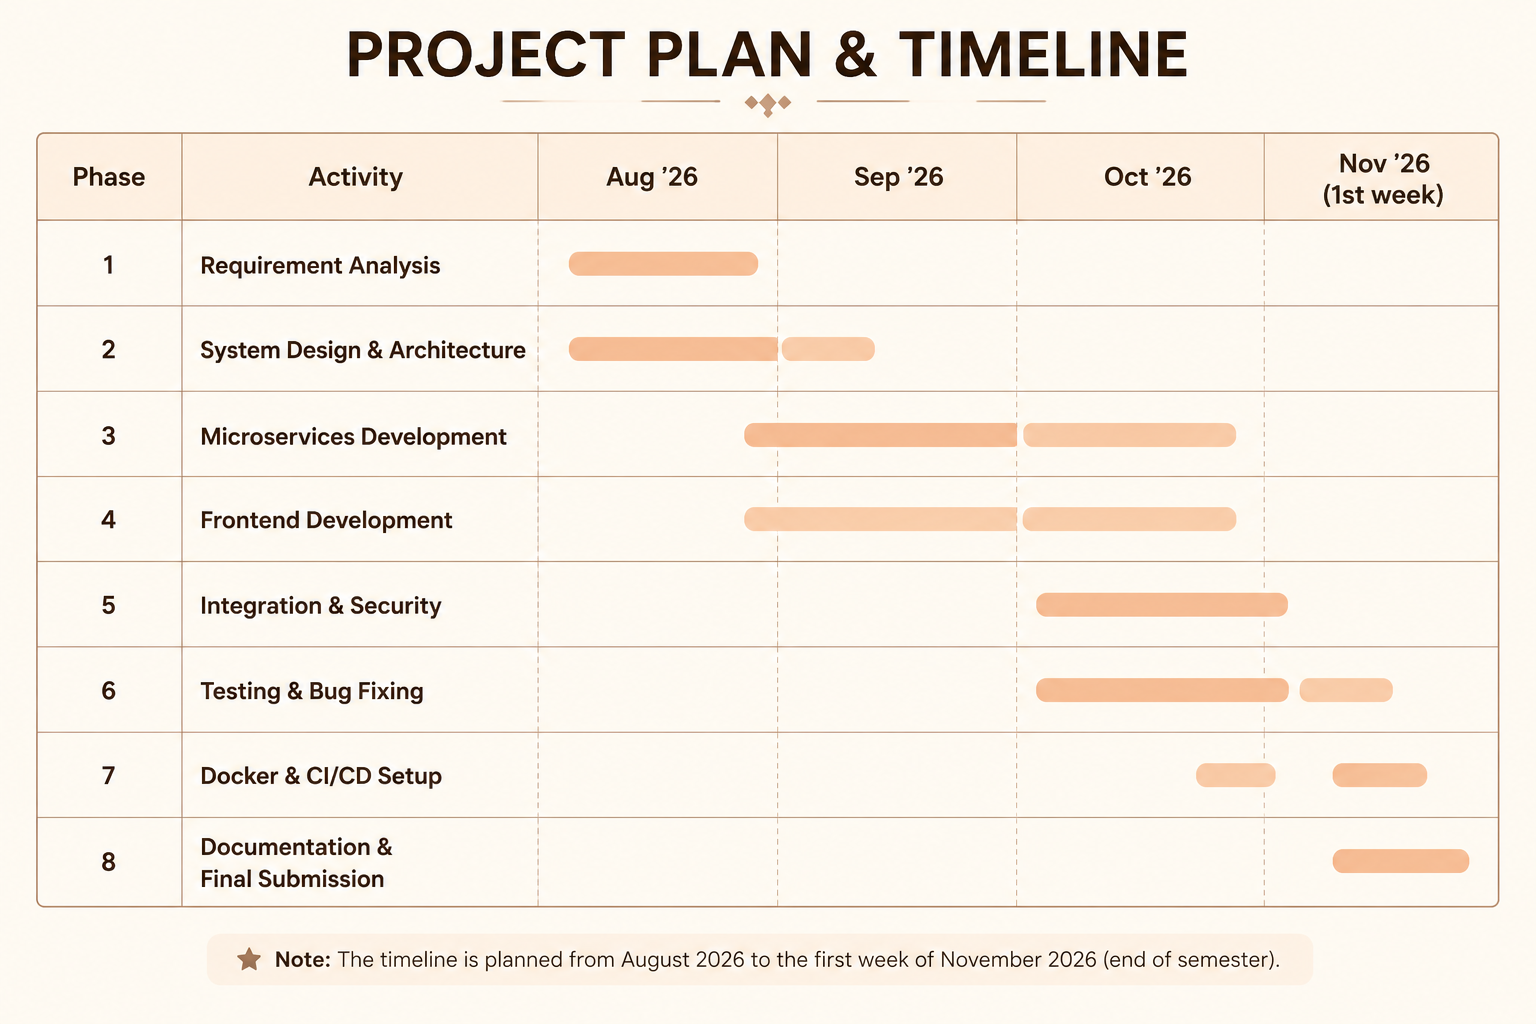 PROJECT PLAN & TIMELINE
Phase
Activity
Aug ’26
Sep ’26
Oct ’26
Nov ’26
(1st week)
1
Requirement Analysis
2
System Design & Architecture
3
Microservices Development
4
Frontend Development
5
Integration & Security
6
Testing & Bug Fixing
7
Docker & CI/CD Setup
8
Documentation &
Final Submission
Note: The timeline is planned from August 2026 to the first week of November 2026 (end of semester).